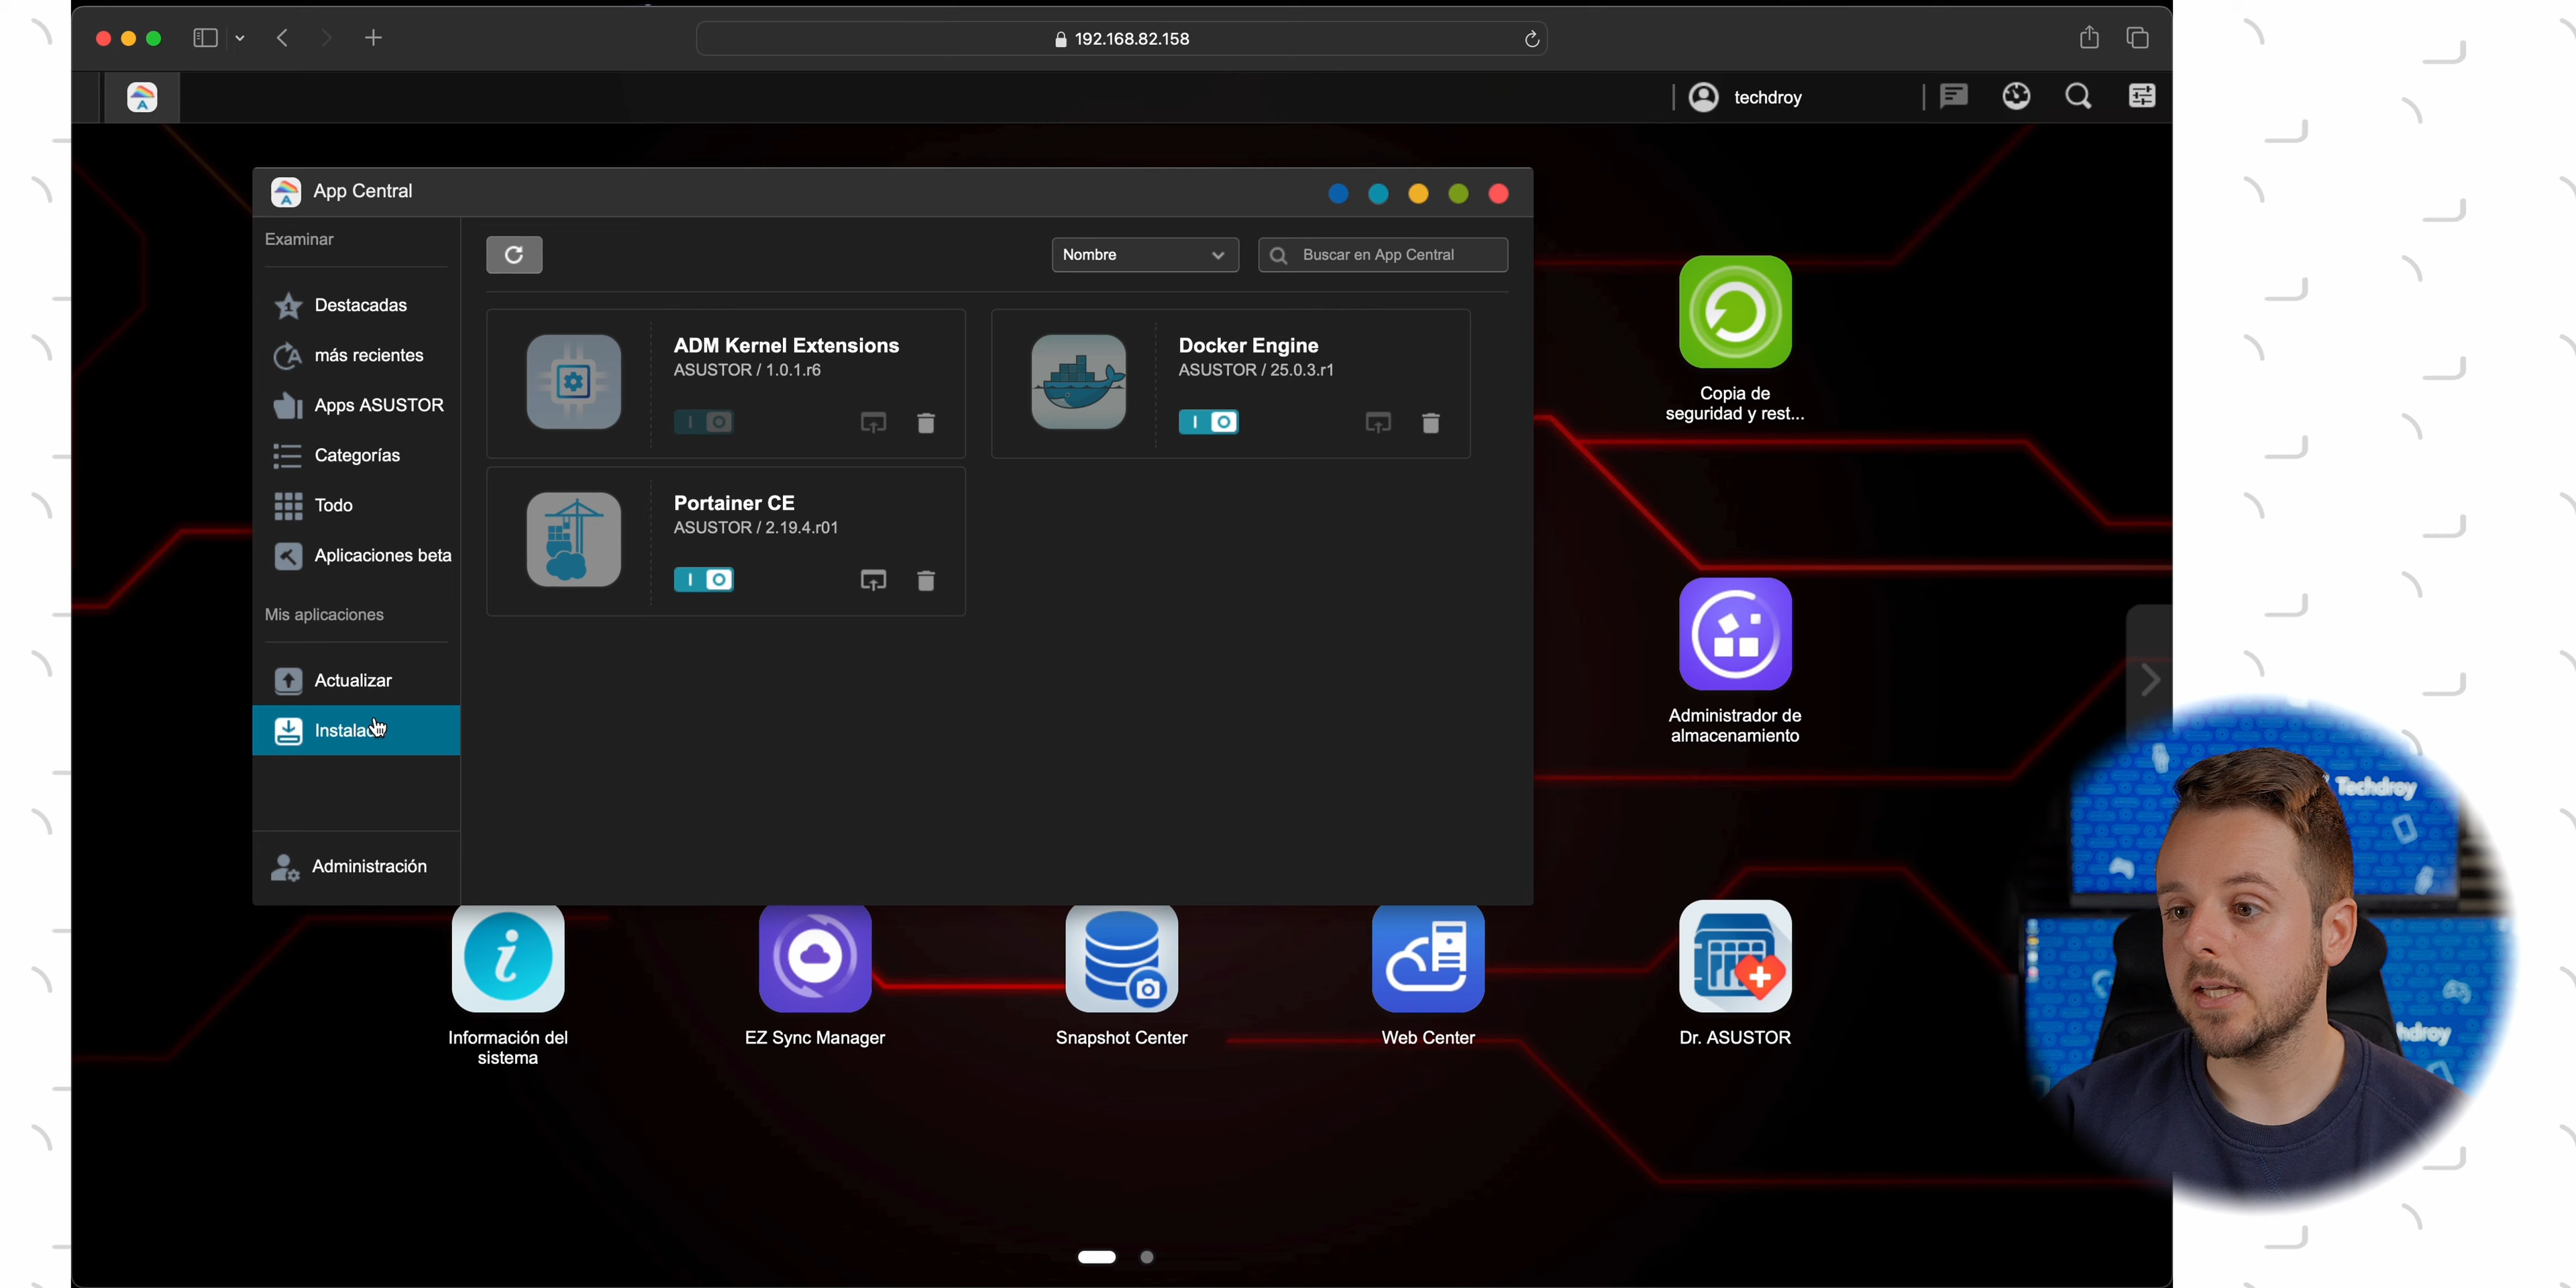 192.168.82.158
techdroy
App Central
Examinar
Nombre
Buscar en App Central
Destacadas
más recientes
Apps ASUSTOR
Categorías
Todo
Aplicaciones beta
Mis aplicaciones
Actualizar
Administración
ADM Kernel Extensions
ASUSTOR / 1.0.1.r6
Docker Engine
ASUSTOR / 25.0.3.r1
Portainer CE
ASUSTOR / 2.19.4.r01
Copia de
seguridad y rest...
Administrador de
almacenamiento
Información del
sistema
EZ Sync Manager
Snapshot Center
Web Center
Dr. ASUSTOR
Techdroy